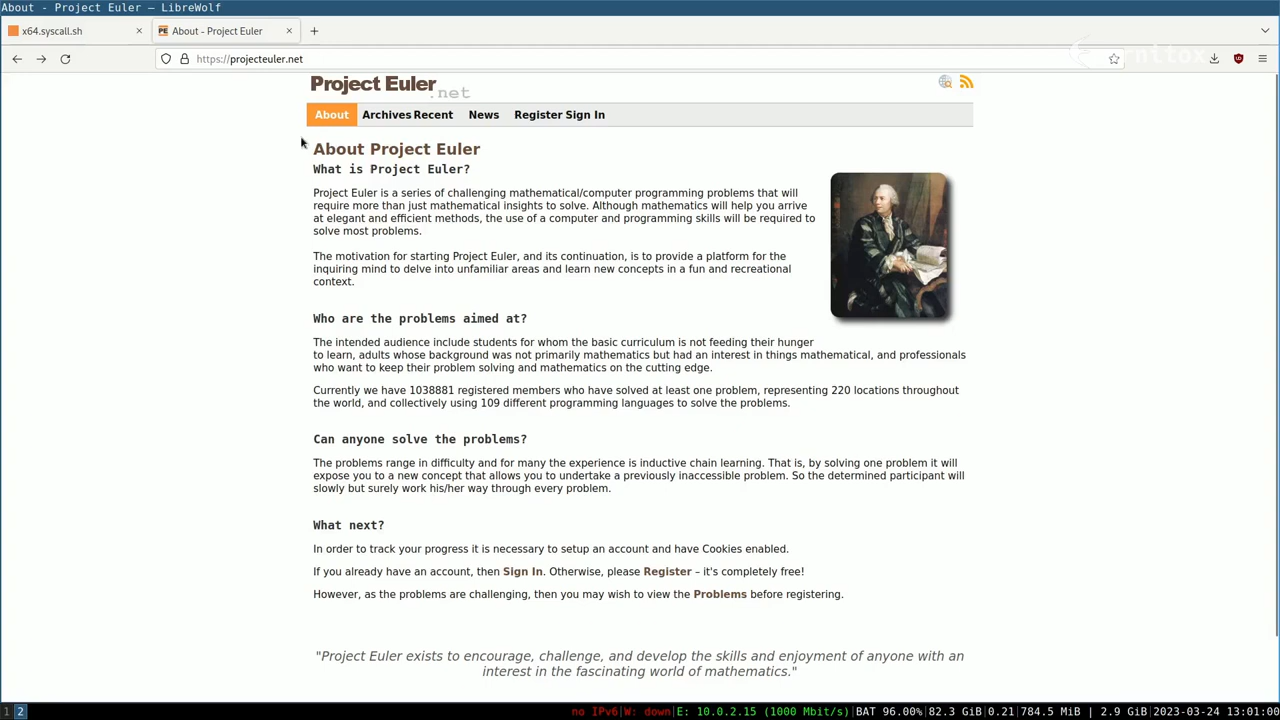 About - Project Euler — LibreWolf
x64.syscall.sh
About - Project Euler
https://projecteuler.net
Project Euler
.net
About Archives Recent News Register Sign In
About Project Euler
What is Project Euler?
Project Euler is a series of challenging mathematical/computer programming problems that will
require more than just mathematical insights to solve. Although mathematics will help you arrive
at elegant and efficient methods, the use of a computer and programming skills will be required to
solve most problems.
The motivation for starting Project Euler, and its continuation, is to provide a platform for the
inquiring mind to delve into unfamiliar areas and learn new concepts in a fun and recreational
context.
Who are the problems aimed at?
The intended audience include students for whom the basic curriculum is not feeding their hunger
to learn, adults whose background was not primarily mathematics but had an interest in things mathematical, and professionals
who want to keep their problem solving and mathematics on the cutting edge.
Currently we have 1038881 registered members who have solved at least one problem, representing 220 locations throughout
the world, and collectively using 109 different programming languages to solve the problems.
Can anyone solve the problems?
The problems range in difficulty and for many the experience is inductive chain learning. That is, by solving one problem it will
expose you to a new concept that allows you to undertake a previously inaccessible problem. So the determined participant will
slowly but surely work his/her way through every problem.
What next?
In order to track your progress it is necessary to setup an account and have Cookies enabled.
If you already have an account, then Sign In. Otherwise, please Register – it's completely free!
However, as the problems are challenging, then you may wish to view the Problems before registering.
"Project Euler exists to encourage, challenge, and develop the skills and enjoyment of anyone with an
interest in the fascinating world of mathematics."
1 2 no IPv6|W: down|E: 10.0.2.15 (1000 Mbit/s)|BAT 96.00%|82.3 GiB|0.21|784.5 MiB | 2.9 GiB|2023-03-24 13:01:00